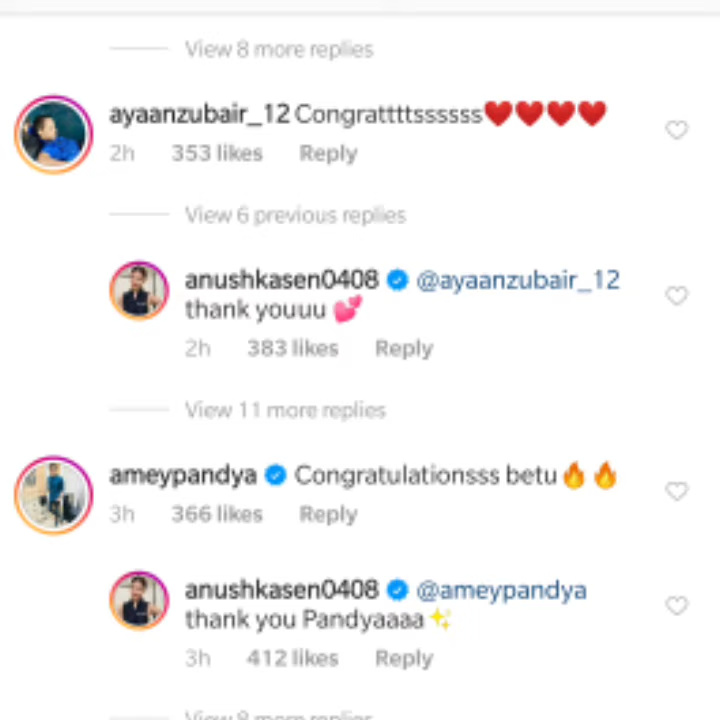 View 8 more replies
ayaanzubair_12 Congrattttssssss❤️❤️❤️❤️
2h 353 likes Reply
View 6 previous replies
anushkasen0408 @ayaanzubair_12
thank youuu 💕
2h 383 likes Reply
View 11 more replies
ameypandya Congratulationsss betu🔥🔥
3h 366 likes Reply
anushkasen0408 @ameypandya
thank you Pandyaaaa✨
3h 412 likes Reply